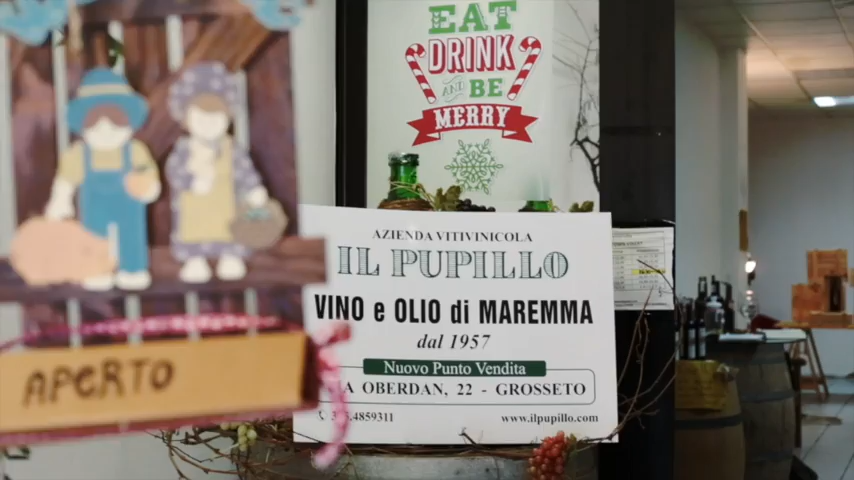 EAT
DRINK
AND BE
MERRY
AZIENDA VITIVINICOLA
IL PUPILLO
VINO e OLIO di MAREMMA
dal 1957
Nuovo Punto Vendita
OBERDAN, 22 - GROSSETO
.4859311 www.ilpupillo.com
APERTO